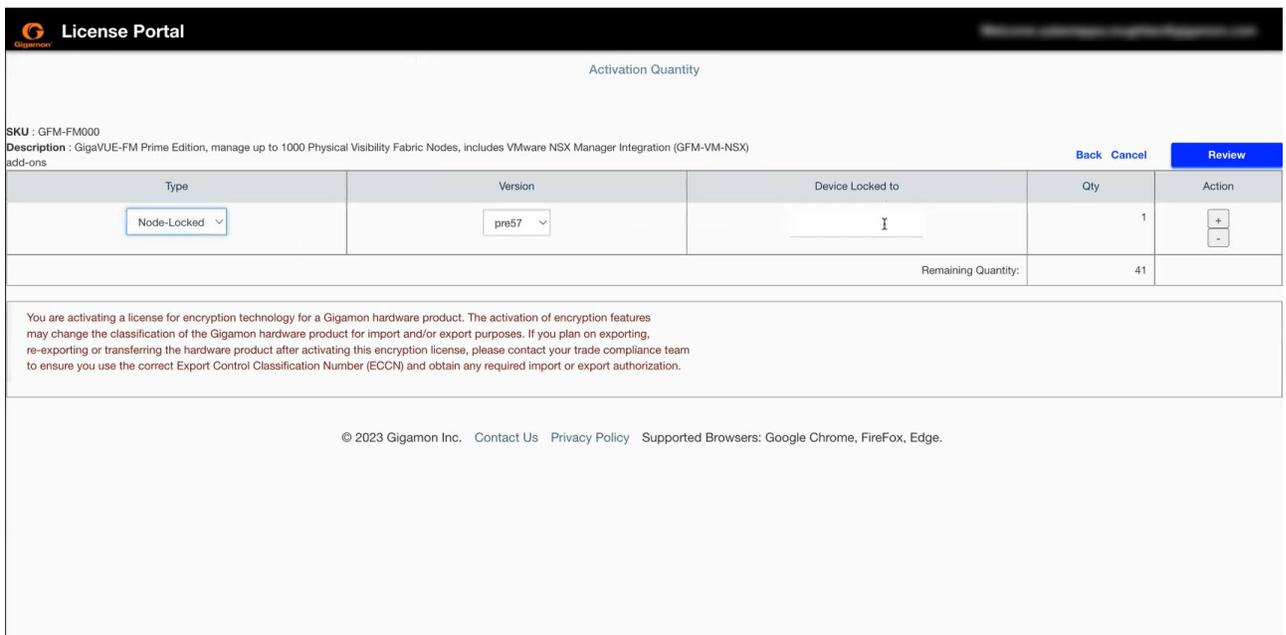 Gigamon
License Portal
Activation Quantity
SKU : GFM-FM000
Description : GigaVUE-FM Prime Edition, manage up to 1000 Physical Visibility Fabric Nodes, includes VMware NSX Manager Integration (GFM-VM-NSX)
add-ons
Back Cancel Review
Type Version Device Locked to Qty Action
Node-Locked pre57 1 +
-
Remaining Quantity: 41
You are activating a license for encryption technology for a Gigamon hardware product. The activation of encryption features
may change the classification of the Gigamon hardware product for import and/or export purposes. If you plan on exporting,
re-exporting or transferring the hardware product after activating this encryption license, please contact your trade compliance team
to ensure you use the correct Export Control Classification Number (ECCN) and obtain any required import or export authorization.
© 2023 Gigamon Inc. Contact Us Privacy Policy Supported Browsers: Google Chrome, FireFox, Edge.